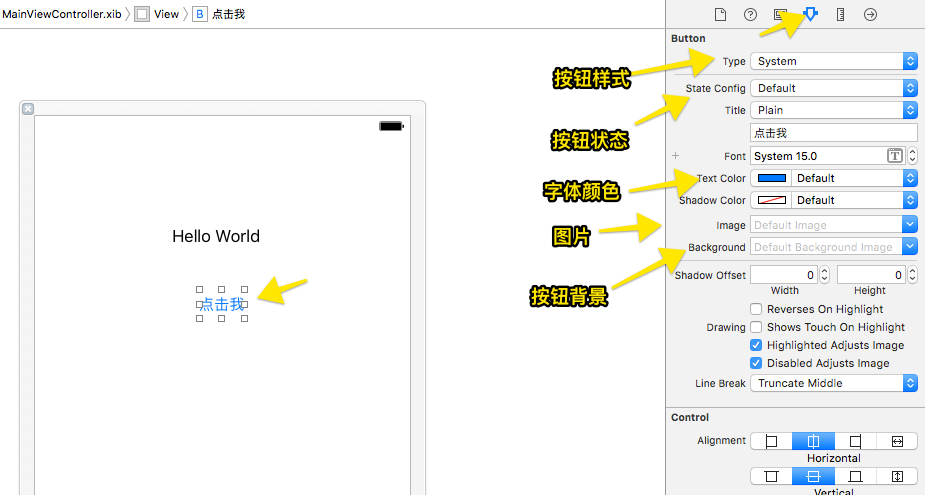 MainViewController.xib View B 点击我
Button
按钮样式
Type System
State Config Default
Title Plain
按钮状态
点击我
Font System 15.0 T
字体颜色
Text Color Default
Shadow Color Default
图片
Image Default Image
Hello World
Background Default Background Image
按钮背景
Shadow Offset 0 0
Width Height
点击我
Reverses On Highlight
Drawing Shows Touch On Highlight
Highlighted Adjusts Image
Disabled Adjusts Image
Line Break Truncate Middle
Control
Alignment
Horizontal
Vertical